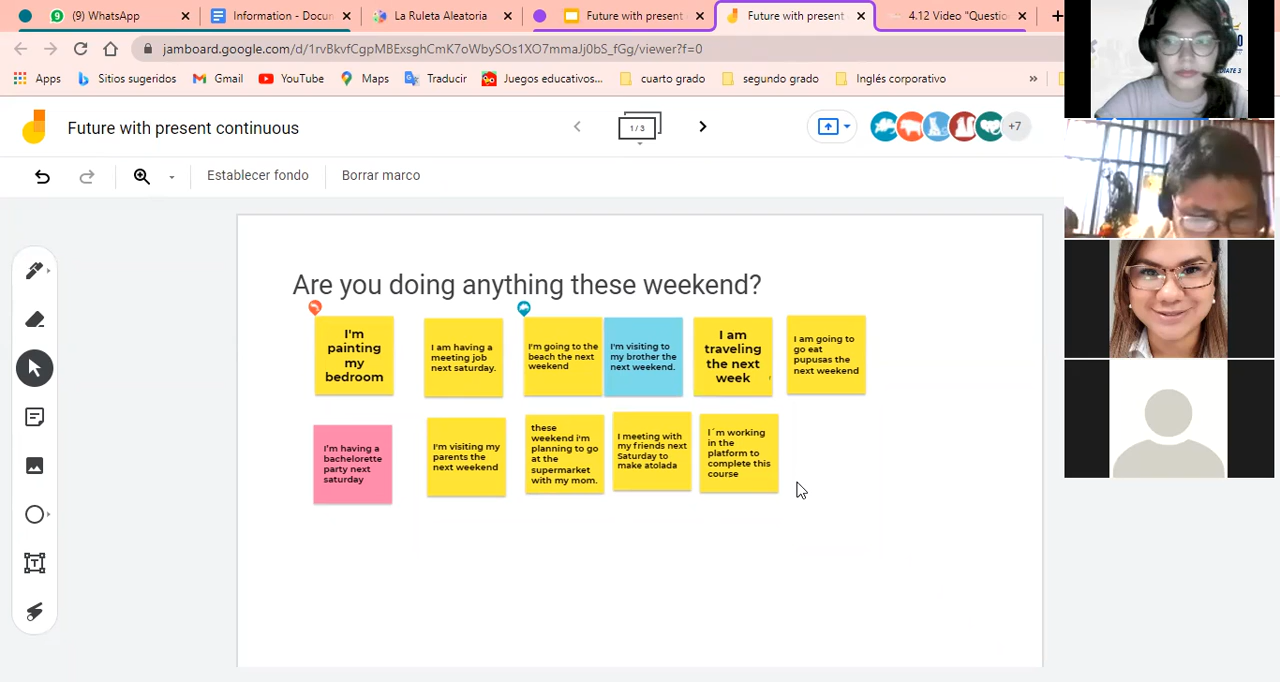 (9) WhatsApp
Information - Docun
La Ruleta Aleatoria
Future with present
Future with present
4.12 Video "Questio
jamboard.google.com/d/1rvBkvfCgpMBExsghCmK7oWbySOs1XO7mmaJj0bS_fGg/viewer?f=0
Apps
Sitios sugeridos
Gmail
YouTube
Maps
Traducir
Juegos educativos...
cuarto grado
segundo grado
Inglés corporativo
»
DIATE 3
Future with present continuous
1 / 3
+7
Establecer fondo
Borrar marco
Are you doing anything these weekend?
I'm
painting
my
bedroom
I am having a
meeting job
next saturday.
I'm going to the
beach the next
weekend
I'm visiting to
my brother the
next weekend.
I am
traveling
the next
week
I am going to
go eat
pupusas the
next weekend
I'm having a
bachelorette
party next
saturday
I'm visiting my
parents the
next weekend
these
weekend i'm
planning to go
at the
supermarket
with my mom.
I meeting with
my friends next
Saturday to
make atolada
I´m working
in the
platform to
complete this
course